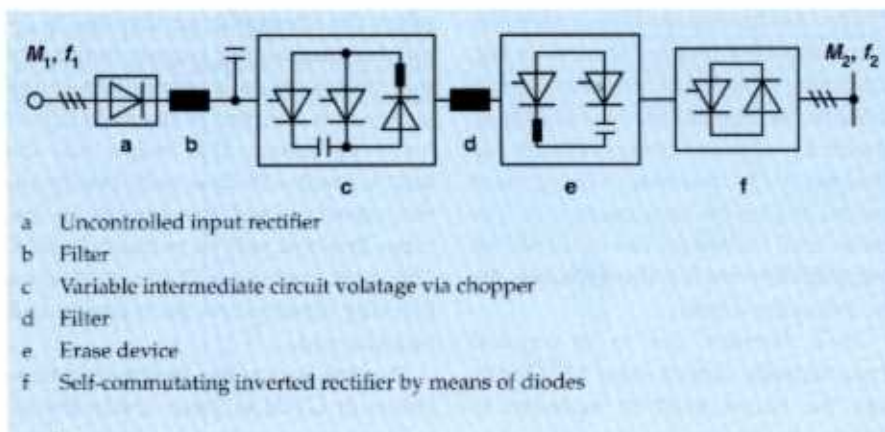 M₁, f₁
M₂, f₂
a
b
c
d
e
f
a Uncontrolled input rectifier
b Filter
c Variable intermediate circuit volatage via chopper
d Filter
e Erase device
f Self-commutating inverted rectifier by means of diodes